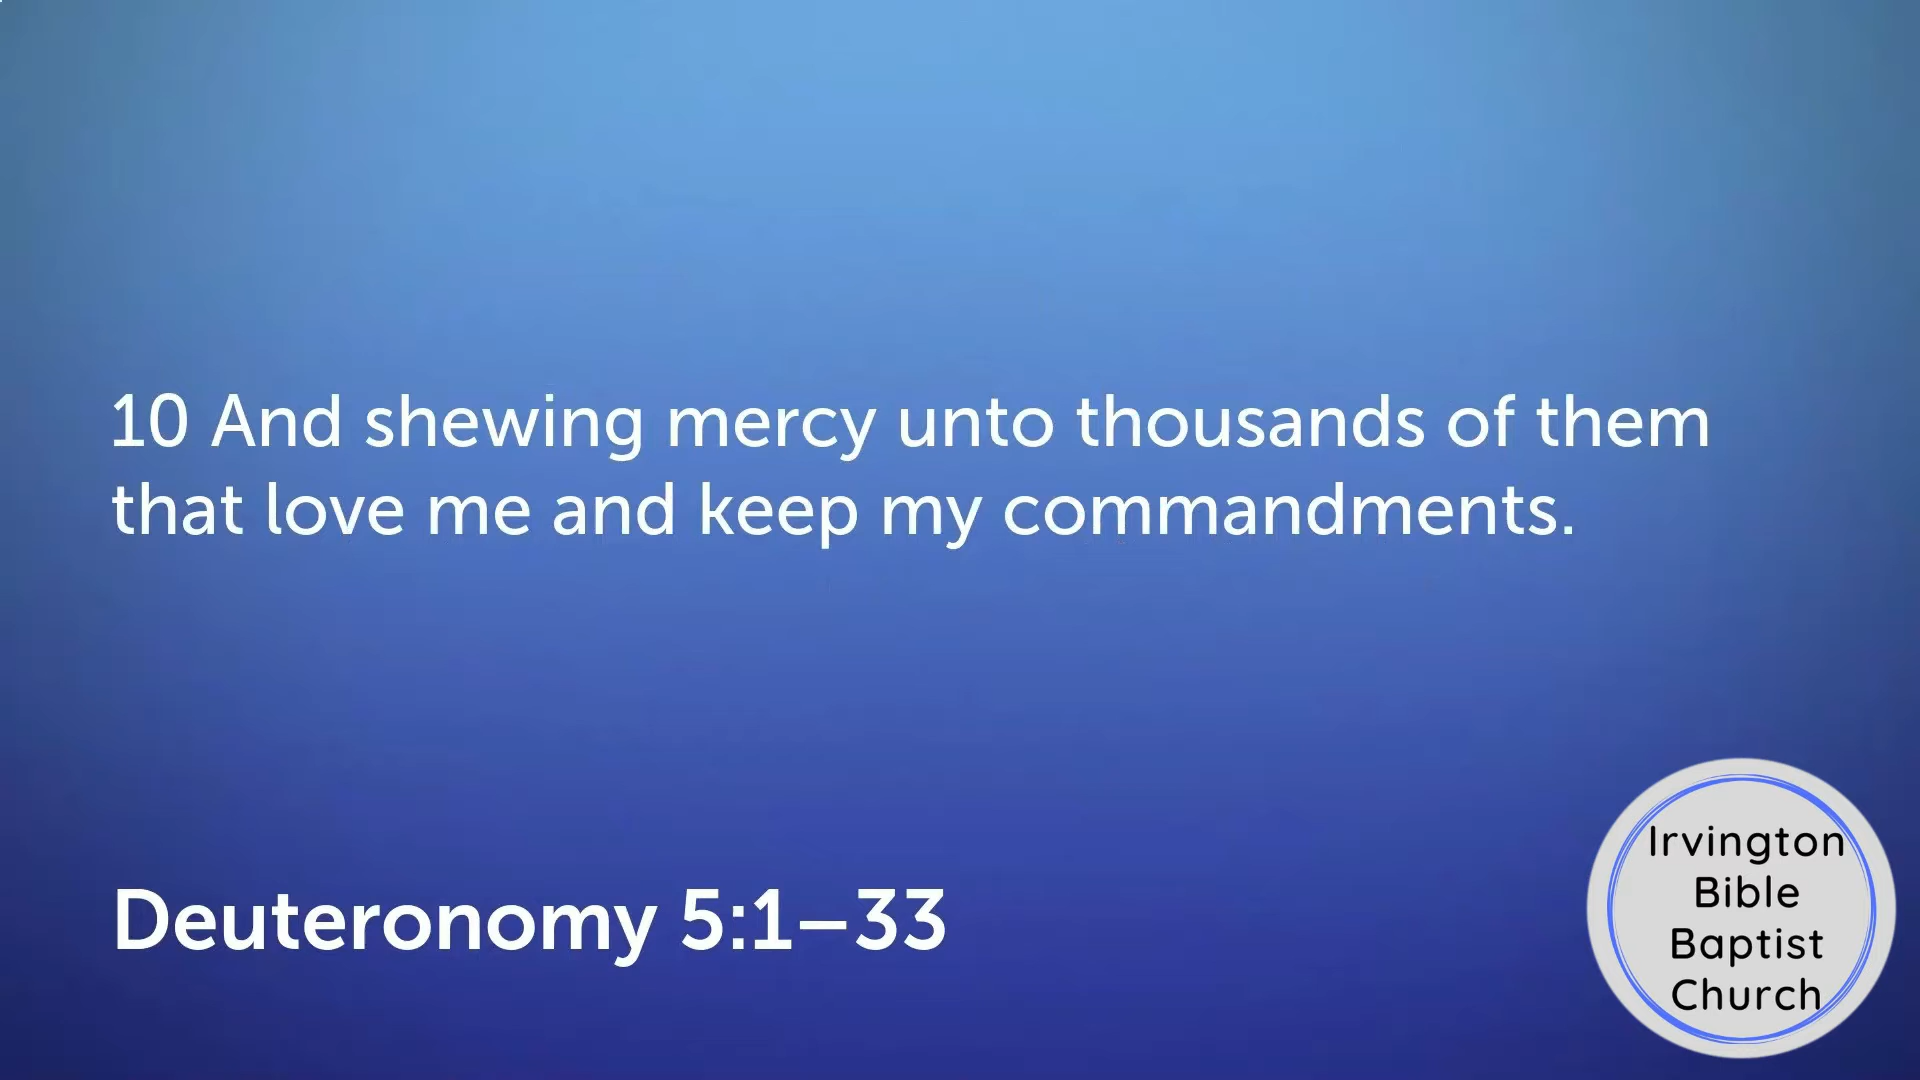 10 And shewing mercy unto thousands of them
that love me and keep my commandments.
Deuteronomy 5:1–33
Irvington
Bible
Baptist
Church